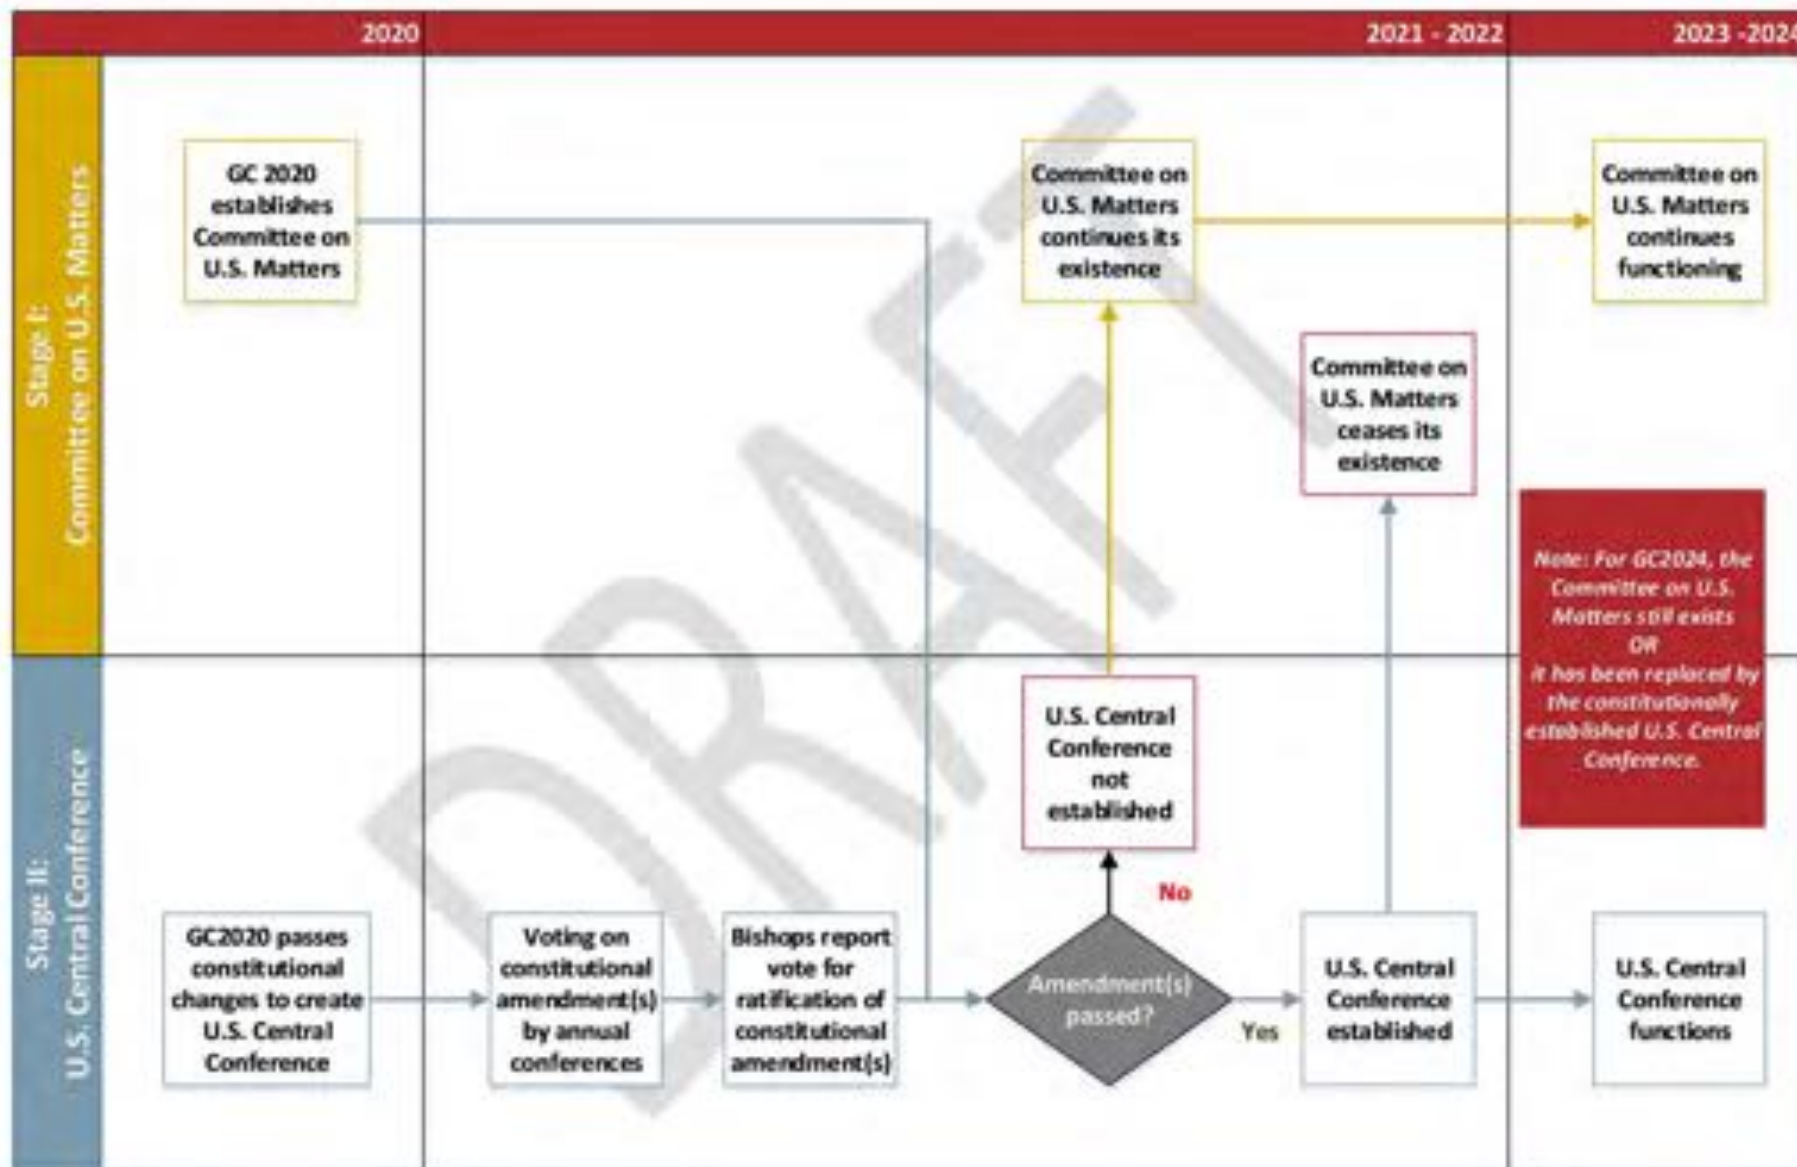 2020
2021 - 2022
2023 -2024
Stage I:
Committee on U.S. Matters
GC 2020
establishes
Committee on
U.S. Matters
Committee on
U.S. Matters
continues its
existence
Committee on
U.S. Matters
continues
functioning
Committee on
U.S. Matters
ceases its
existence
Note: For GC2024, the
Committee on U.S.
Matters still exists
OR
it has been replaced by
the constitutionally
established U.S. Central
Conference.
DRAFT
Stage II:
U.S. Central Conference
U.S. Central
Conference
not
established
No
GC2020 passes
constitutional
changes to create
U.S. Central
Conference
Voting on
constitutional
amendment(s)
by annual
conferences
Bishops report
vote for
ratification of
constitutional
amendment(s)
Amendment(s)
passed?
Yes
U.S. Central
Conference
established
U.S. Central
Conference
functions